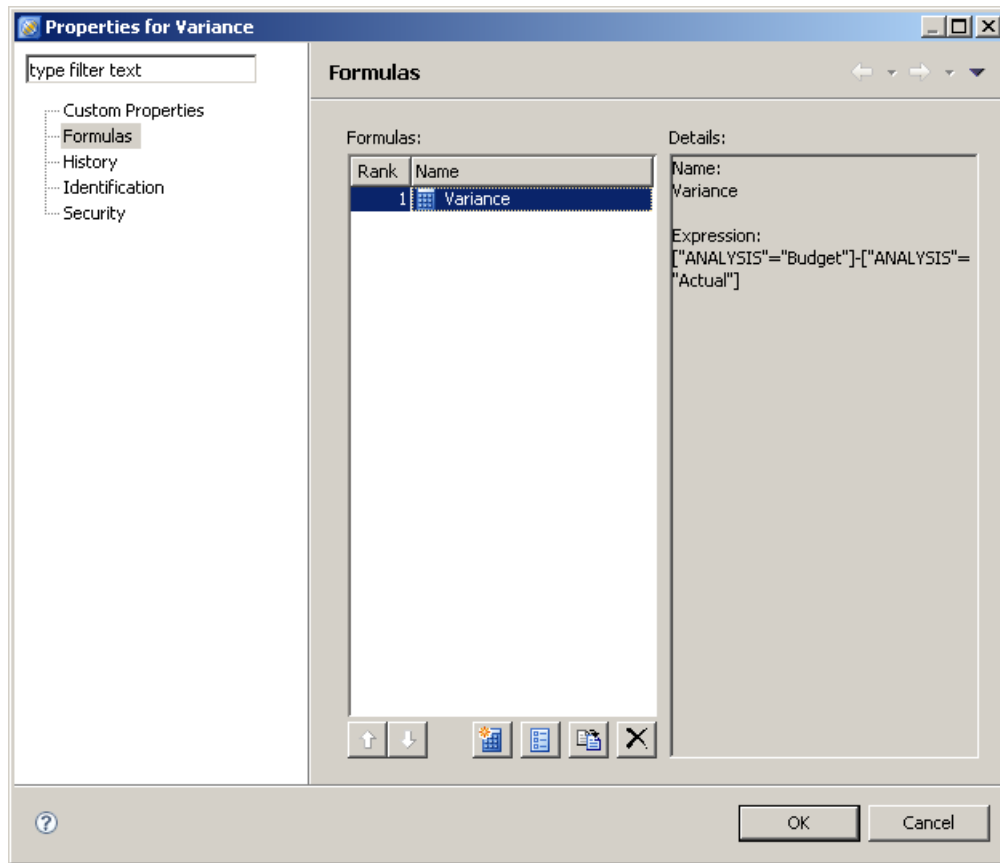 Properties for Variance
type filter text
Custom Properties
Formulas
History
Identification
Security
Formulas
Formulas:
Rank Name
1 Variance
Details:
Name:
Variance
Expression:
["ANALYSIS"="Budget"]-["ANALYSIS"=
"Actual"]
?
OK
Cancel